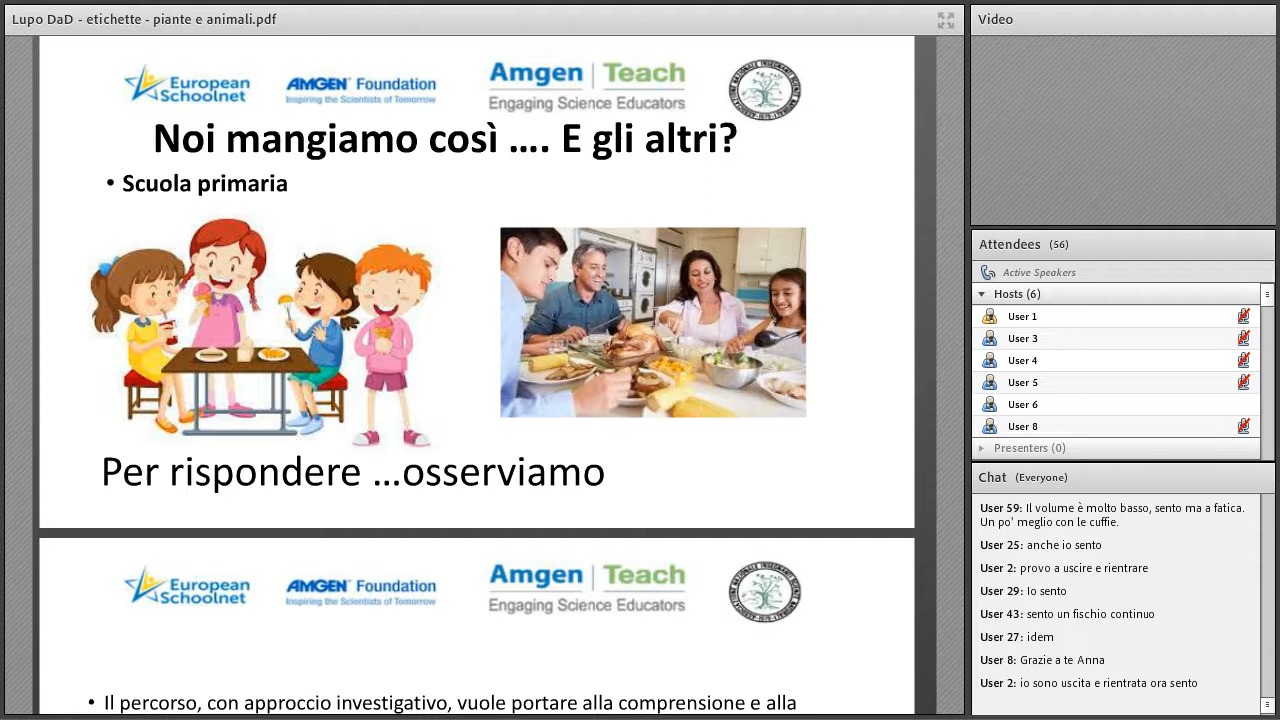 Lupo DaD - etichette - piante e animali.pdf
European
Schoolnet
AMGEN Foundation
Inspiring the Scientists of Tomorrow
Amgen | Teach
Engaging Science Educators
Noi mangiamo così .... E gli altri?
• Scuola primaria
Per rispondere ...osserviamo
European
Schoolnet
AMGEN Foundation
Inspiring the Scientists of Tomorrow
Amgen | Teach
Engaging Science Educators
• Il percorso, con approccio investigativo, vuole portare alla comprensione e alla
Video
Attendees (56)
Active Speakers
Hosts (6)
User 1
User 3
User 4
User 5
User 6
User 8
Presenters (0)
Chat (Everyone)
User 59: Il volume è molto basso, sento ma a fatica.
Un po' meglio con le cuffie.
User 25: anche io sento
User 2: provo a uscire e rientrare
User 29: Io sento
User 43: sento un fischio continuo
User 27: idem
User 8: Grazie a te Anna
User 2: io sono uscita e rientrata ora sento